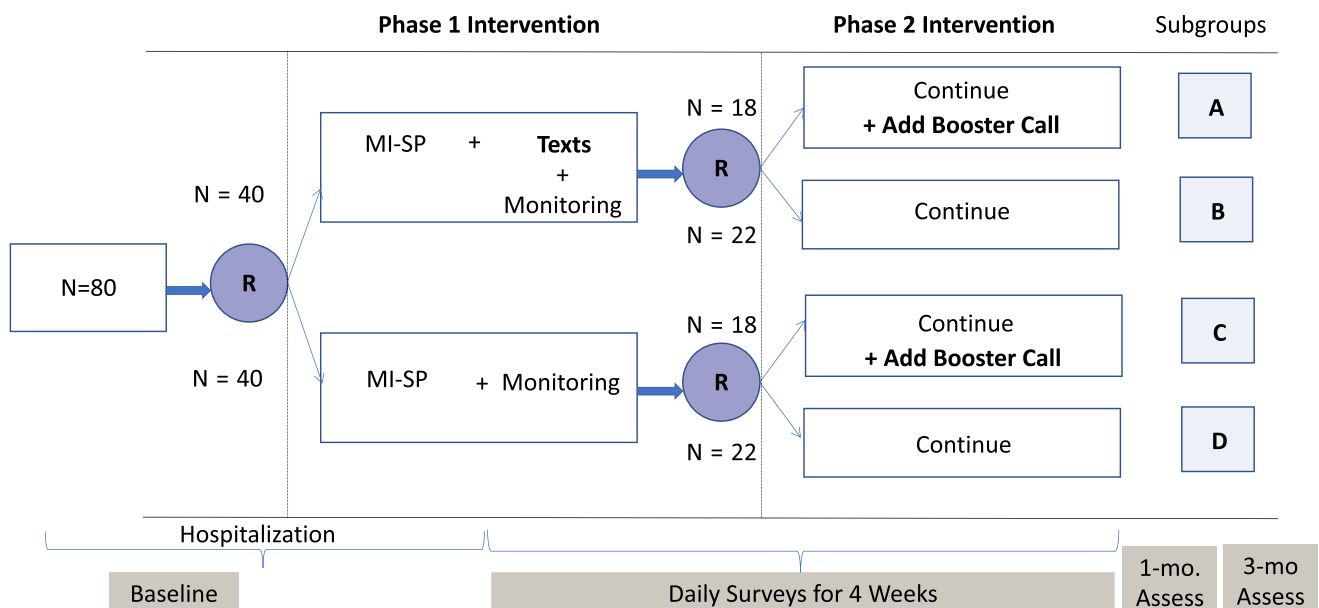 Phase 1 Intervention
Phase 2 Intervention
Subgroups
N=80
R
N = 40
N = 40
MI-SP + Texts
+
Monitoring
MI-SP + Monitoring
N = 18
R
N = 22
N = 18
R
N = 22
Continue
+ Add Booster Call
Continue
Continue
+ Add Booster Call
Continue
A
B
C
D
Hospitalization
Baseline
Daily Surveys for 4 Weeks
1-mo.
Assess
3-mo
Assess